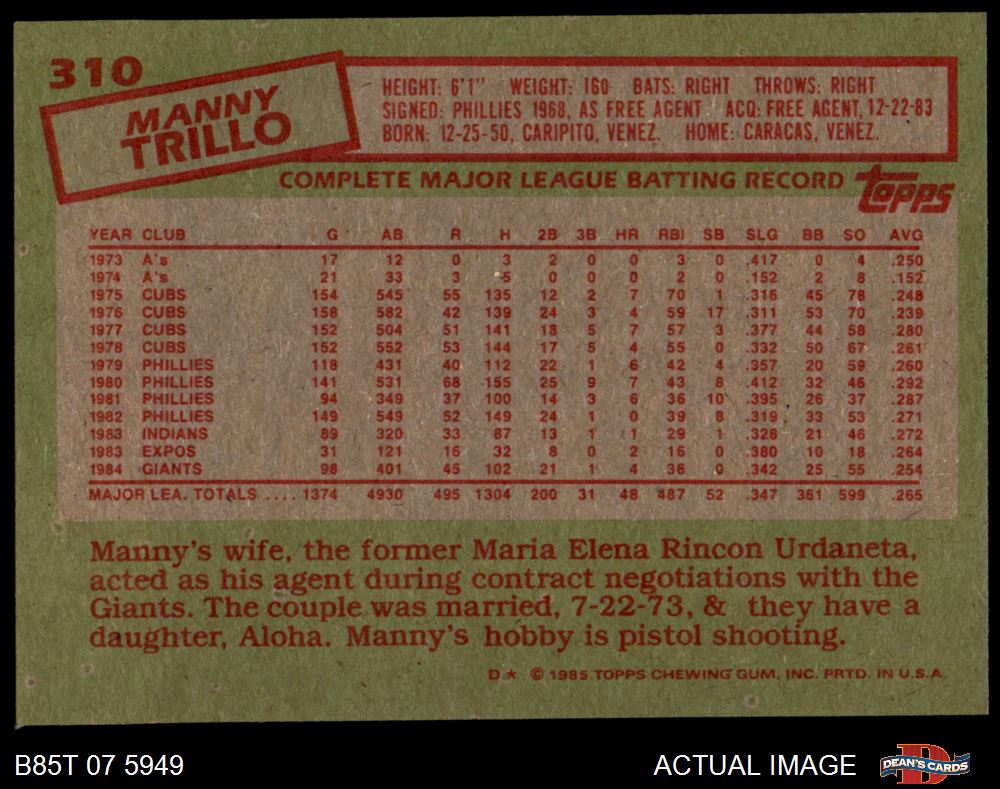 310
MANNY
TRILLO
HEIGHT: 6'1" WEIGHT: 160 BATS: RIGHT THROWS: RIGHT
SIGNED: PHILLIES 1968, AS FREE AGENT ACQ: FREE AGENT, 12-22-83
BORN: 12-25-50, CARIPITO, VENEZ. HOME: CARACAS, VENEZ.
COMPLETE MAJOR LEAGUE BATTING RECORD topps
YEAR CLUB G AB R H 2B 3B HR RBI SB SLG BB SO AVG
1973 A's 17 12 0 3 2 0 0 3 0 .417 0 4 .250
1974 A's 21 33 3 5 0 0 0 2 0 .152 2 8 .152
1975 CUBS 154 545 55 135 12 2 7 70 1 .316 45 78 .248
1976 CUBS 158 582 42 139 24 3 4 59 17 .311 53 70 .239
1977 CUBS 152 504 51 141 18 5 7 57 3 .377 44 58 .280
1978 CUBS 152 552 53 144 17 5 4 55 0 .332 50 67 .261
1979 PHILLIES 118 431 40 112 22 1 6 42 4 .357 20 59 .260
1980 PHILLIES 141 531 68 155 25 9 7 43 8 .412 32 46 .292
1981 PHILLIES 94 349 37 100 14 3 6 36 10 .395 26 37 .287
1982 PHILLIES 149 549 52 149 24 1 0 39 8 .319 33 53 .271
1983 INDIANS 89 320 33 87 13 1 1 29 1 .328 21 46 .272
1983 EXPOS 31 121 16 32 8 0 2 16 0 .380 10 18 .264
1984 GIANTS 98 401 45 102 21 1 4 36 0 .342 25 55 .254
MAJOR LEA. TOTALS .... 1374 4930 495 1304 200 31 48 487 52 .347 361 599 .265
Manny's wife, the former Maria Elena Rincon Urdaneta,
acted as his agent during contract negotiations with the
Giants. The couple was married, 7-22-73, & they have a
daughter, Aloha. Manny's hobby is pistol shooting.
D★ © 1985 TOPPS CHEWING GUM, INC. PRTD. IN U.S.A.
B85T 07 5949 ACTUAL IMAGE D DEAN'S CARDS